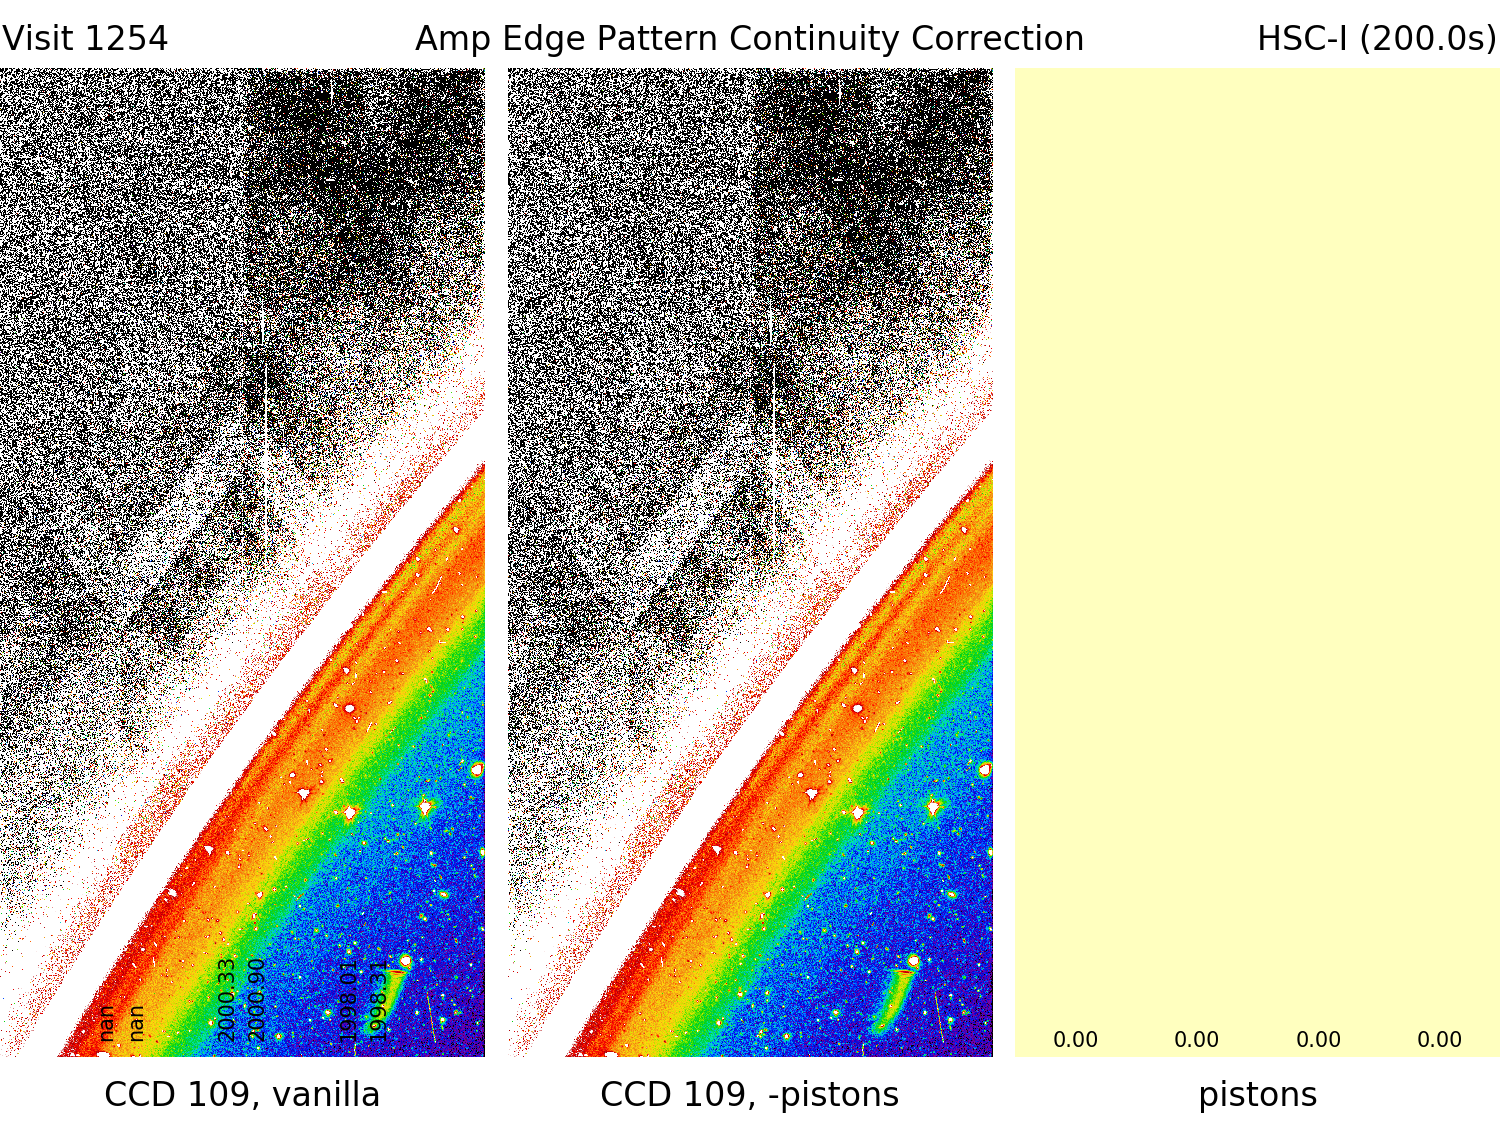 Visit 1254 Amp Edge Pattern Continuity Correction HSC-I (200.0s)
nan nan 2000.33 2000.90 1998.01 1998.31
0.00 0.00 0.00 0.00
CCD 109, vanilla CCD 109, -pistons pistons